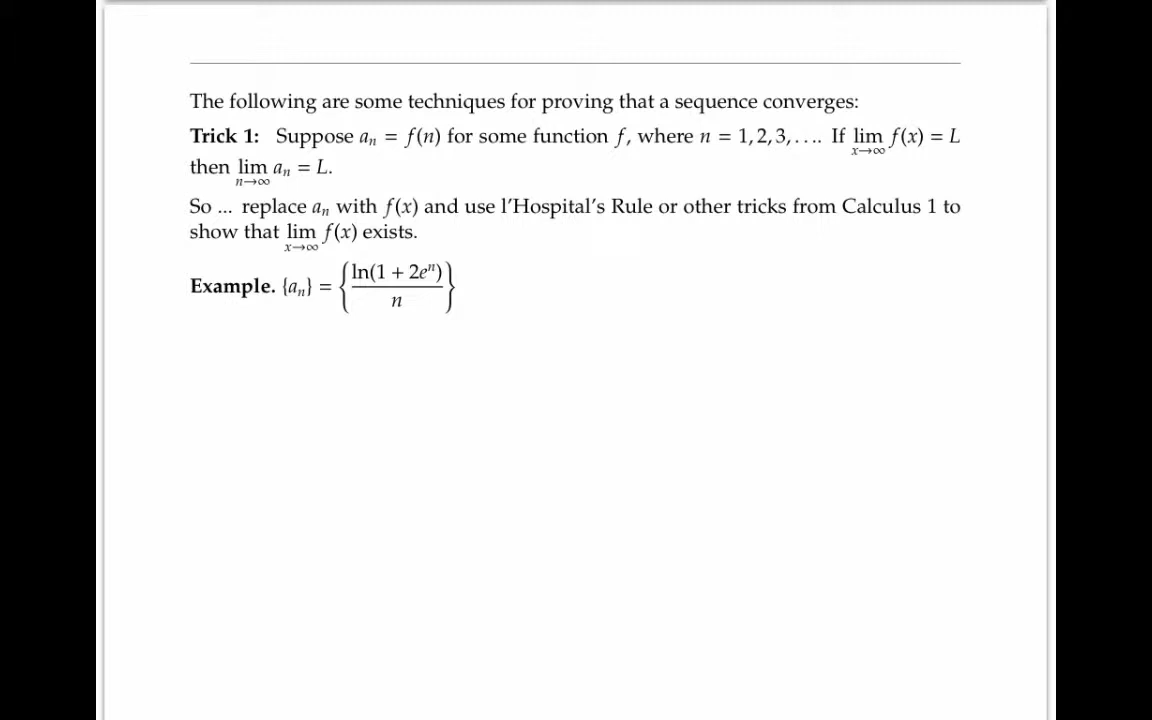 The following are some techniques for proving that a sequence converges:
Trick 1: Suppose aₙ = f(n) for some function f, where n = 1, 2, 3, .... If lim_{x→∞} f(x) = L
then lim_{n→∞} aₙ = L.
So ... replace aₙ with f(x) and use l'Hospital's Rule or other tricks from Calculus 1 to
show that lim_{x→∞} f(x) exists.
Example. {aₙ} = { ln(1 + 2eⁿ) / n }